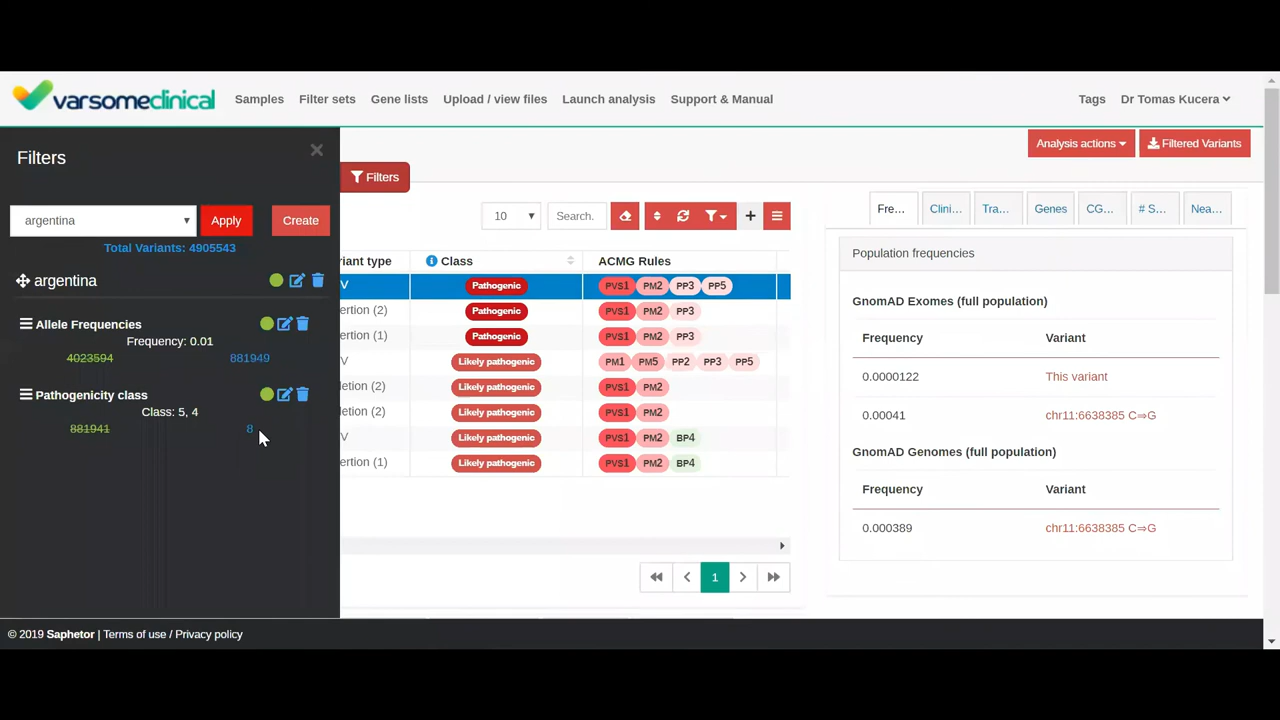 varsomeclinical Samples Filter sets Gene lists Upload / view files Launch analysis Support & Manual Tags Dr Tomas Kucera
Filters
argentina Apply Create
Total Variants: 4905543
argentina
Allele Frequencies
Frequency: 0.01
4023594 881949
Pathogenicity class
Class: 5, 4
881941 8
Analysis actions Filtered Variants
Filters
10 Search.
iant type Class ACMG Rules
V Pathogenic PVS1 PM2 PP3 PP5
ertion (2) Pathogenic PVS1 PM2 PP3
ertion (1) Pathogenic PVS1 PM2 PP3
V Likely pathogenic PM1 PM5 PP2 PP3 PP5
letion (2) Likely pathogenic PVS1 PM2
letion (2) Likely pathogenic PVS1 PM2
V Likely pathogenic PVS1 PM2 BP4
ertion (1) Likely pathogenic PVS1 PM2 BP4
1
Fre... Clini... Tra... Genes CG... # S... Nea...
Population frequencies
GnomAD Exomes (full population)
Frequency Variant
0.0000122 This variant
0.00041 chr11:6638385 C⇒G
GnomAD Genomes (full population)
Frequency Variant
0.000389 chr11:6638385 C⇒G
© 2019 Saphetor | Terms of use / Privacy policy